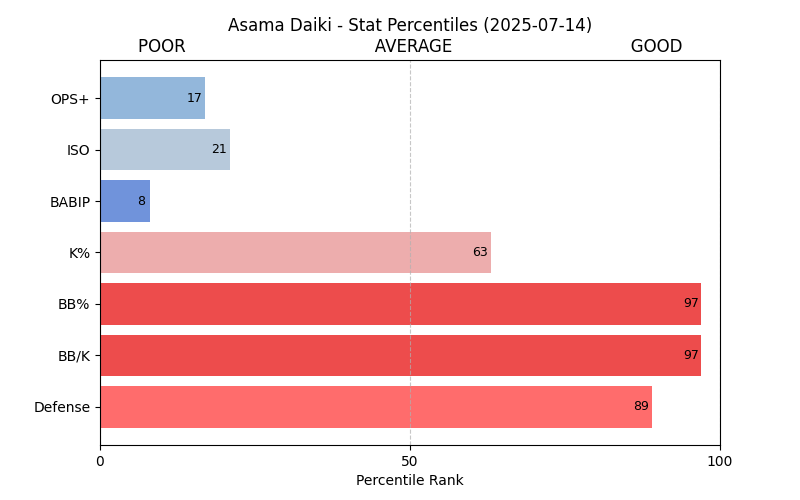 Asama Daiki - Stat Percentiles (2025-07-14)
POOR AVERAGE GOOD
OPS+ 17
ISO 21
BABIP 8
K% 63
BB% 97
BB/K 97
Defense 89
0 50 100
Percentile Rank